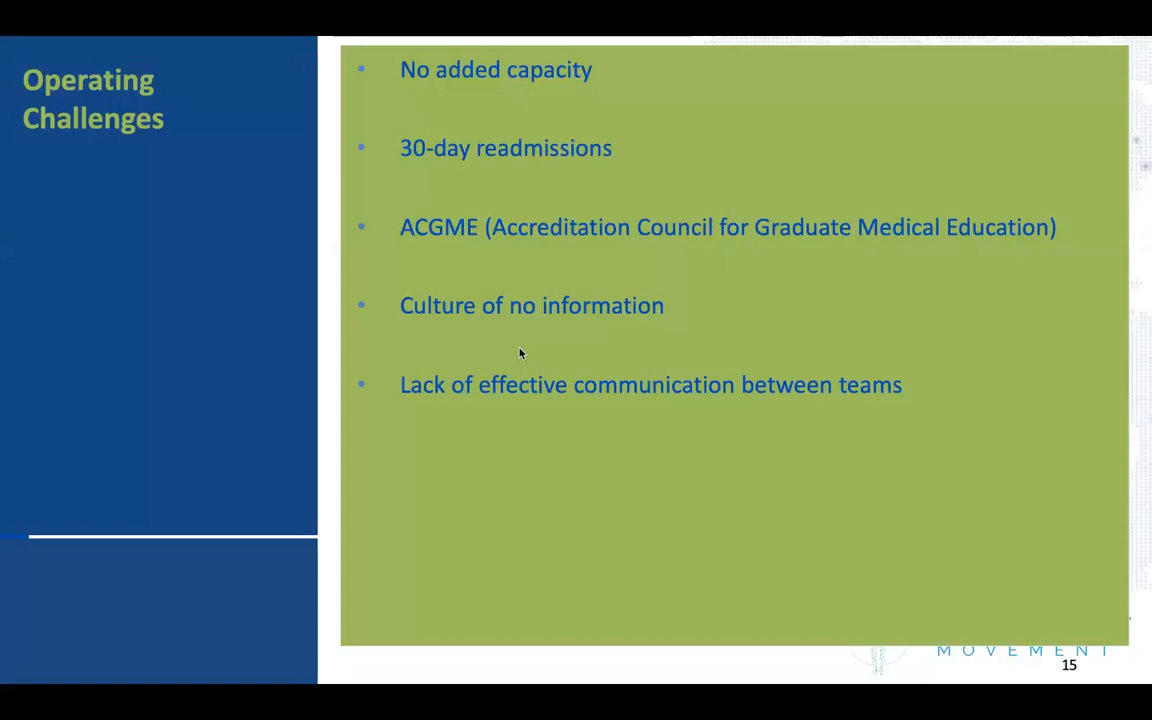 Operating
Challenges
• No added capacity
• 30-day readmissions
• ACGME (Accreditation Council for Graduate Medical Education)
• Culture of no information
• Lack of effective communication between teams
MOVEMENT
15